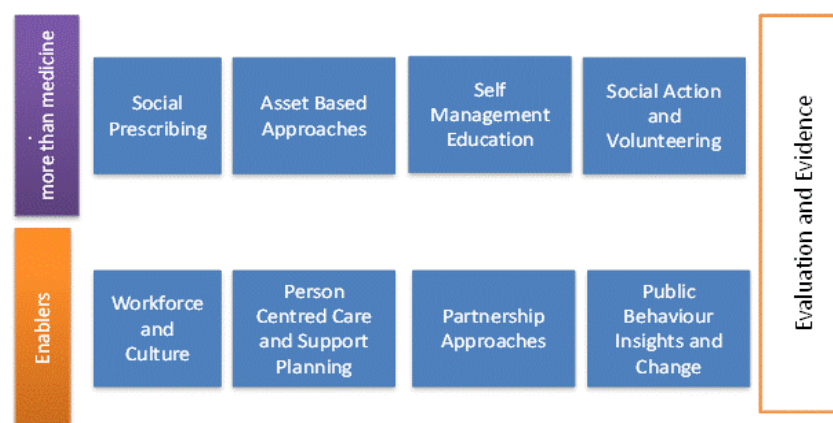 more than medicine
Social
Prescribing
Asset Based
Approaches
Self
Management
Education
Social Action
and
Volunteering
Enablers
Workforce
and
Culture
Person
Centred Care
and Support
Planning
Partnership
Approaches
Public
Behaviour
Insights and
Change
Evaluation and Evidence